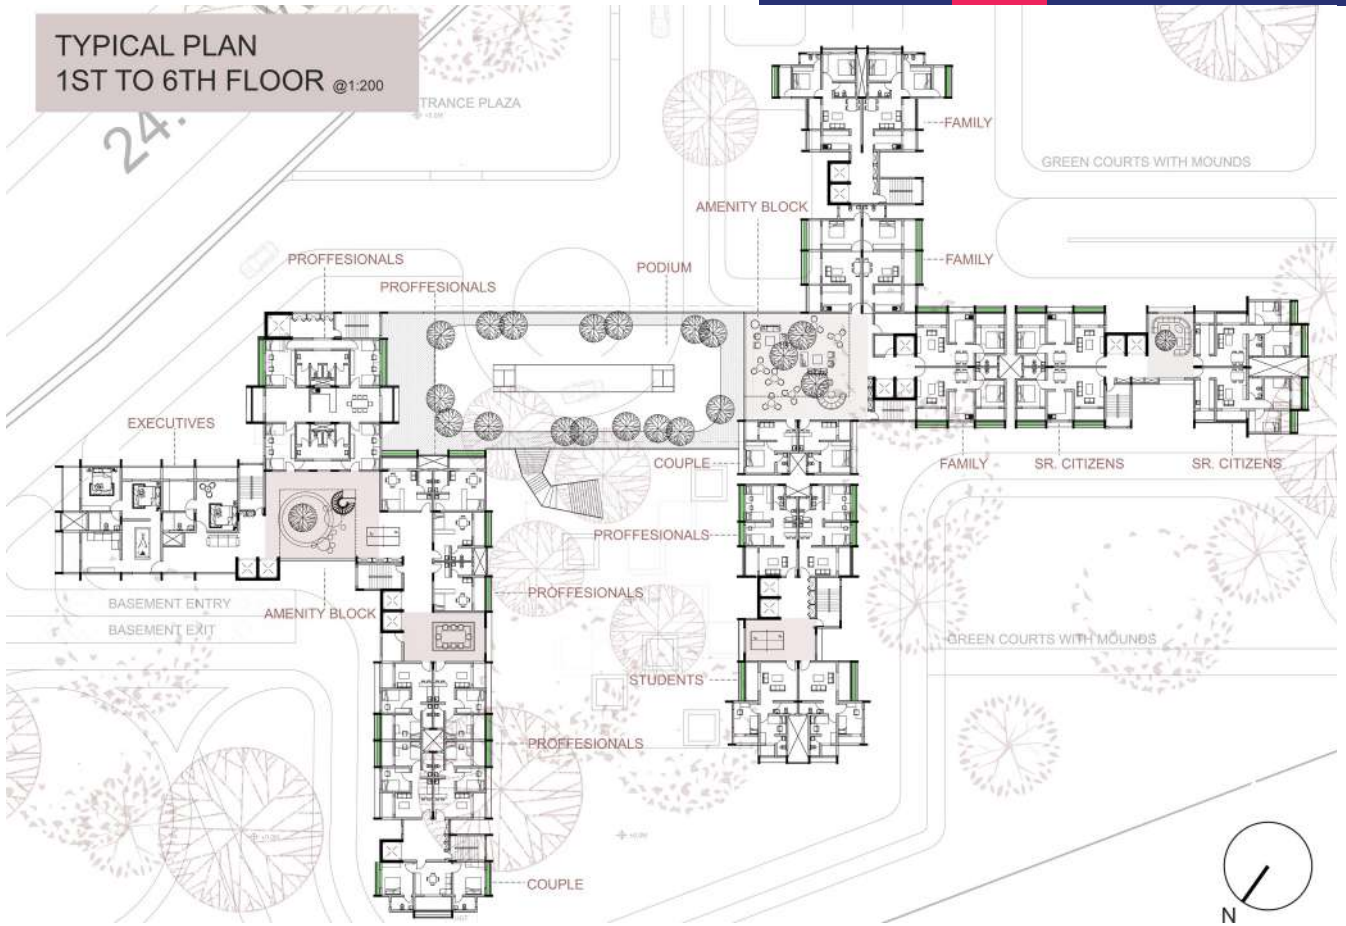 TYPICAL PLAN
1ST TO 6TH FLOOR @1:200
24.
TRANCE PLAZA
FAMILY
GREEN COURTS WITH MOUNDS
AMENITY BLOCK
PROFFESIONALS
PODIUM
FAMILY
PROFFESIONALS
EXECUTIVES
COUPLE
FAMILY
SR. CITIZENS
SR. CITIZENS
PROFFESIONALS
PROFFESIONALS
BASEMENT ENTRY
AMENITY BLOCK
BASEMENT EXIT
GREEN COURTS WITH MOUNDS
STUDENTS
PROFFESIONALS
COUPLE
N